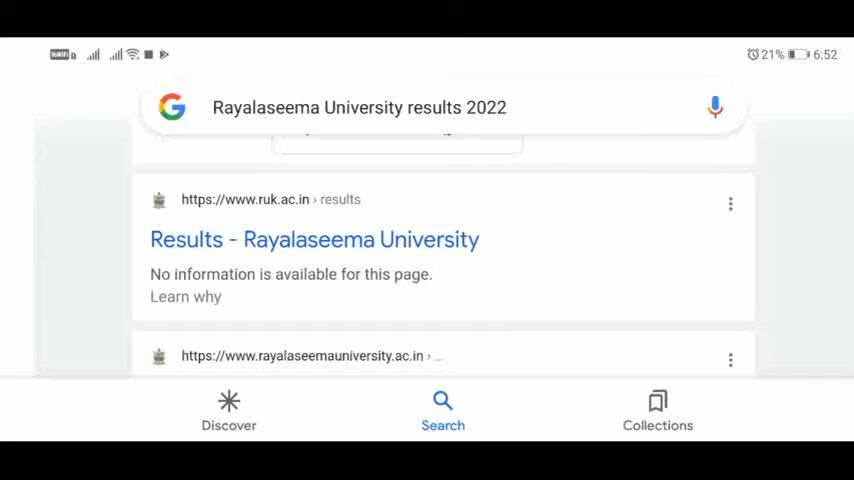 VoWiFi 21% 6:52
Rayalaseema University results 2022
https://www.ruk.ac.in › results
Results - Rayalaseema University
No information is available for this page.
Learn why
https://www.rayalaseemauniversity.ac.in › ...
Discover Search Collections